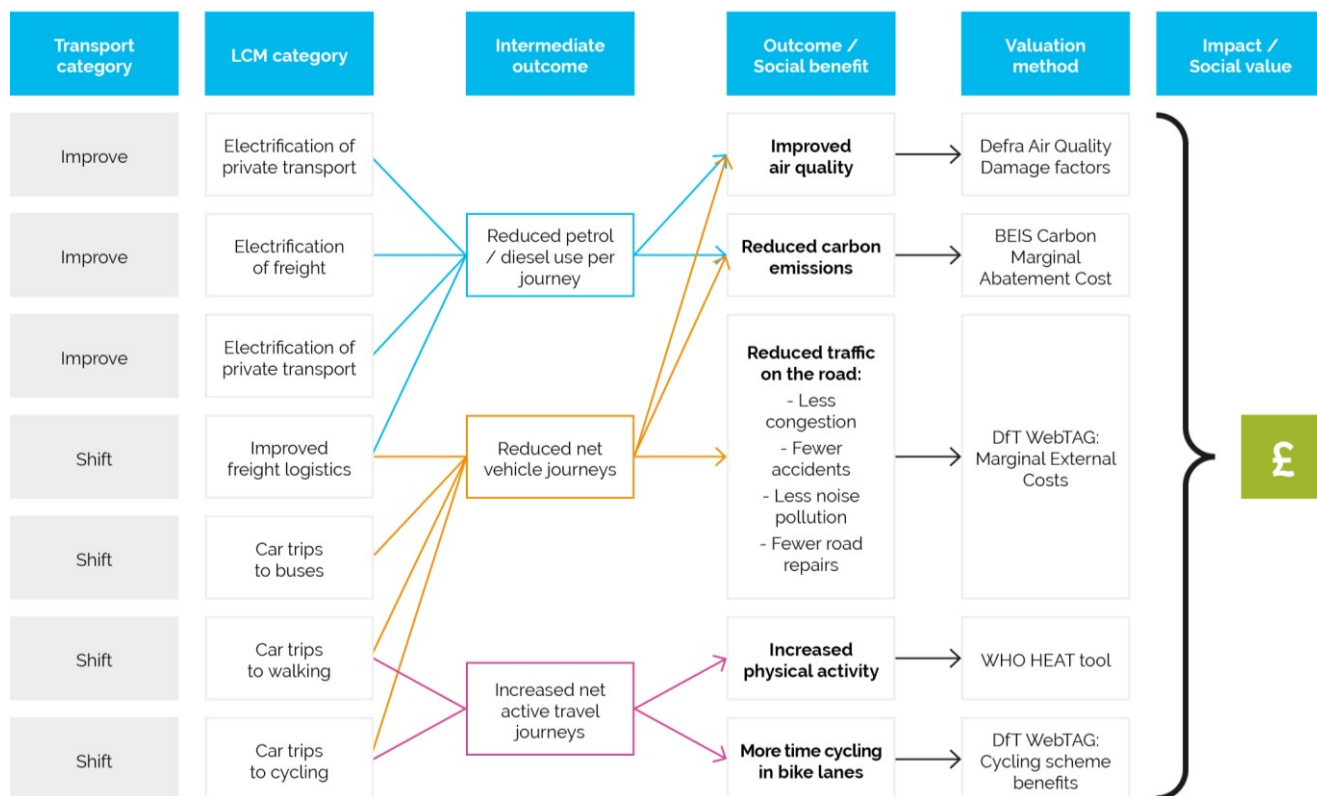 Transport
category
LCM category
Intermediate
outcome
Outcome /
Social benefit
Valuation
method
Impact /
Social value
Improve
Electrification of
private transport
Improved
air quality
Defra Air Quality
Damage factors
Improve
Electrification
of freight
Reduced petrol
/ diesel use per
journey
Reduced carbon
emissions
BEIS Carbon
Marginal
Abatement Cost
Improve
Electrification of
private transport
Reduced traffic
on the road:
- Less
congestion
- Fewer
accidents
- Less noise
pollution
- Fewer road
repairs
DfT WebTAG:
Marginal External
Costs
£
Shift
Improved
freight logistics
Reduced net
vehicle journeys
Shift
Car trips
to buses
Shift
Car trips
to walking
Increased net
active travel
journeys
Increased
physical activity
WHO HEAT tool
Shift
Car trips
to cycling
More time cycling
in bike lanes
DfT WebTAG:
Cycling scheme
benefits